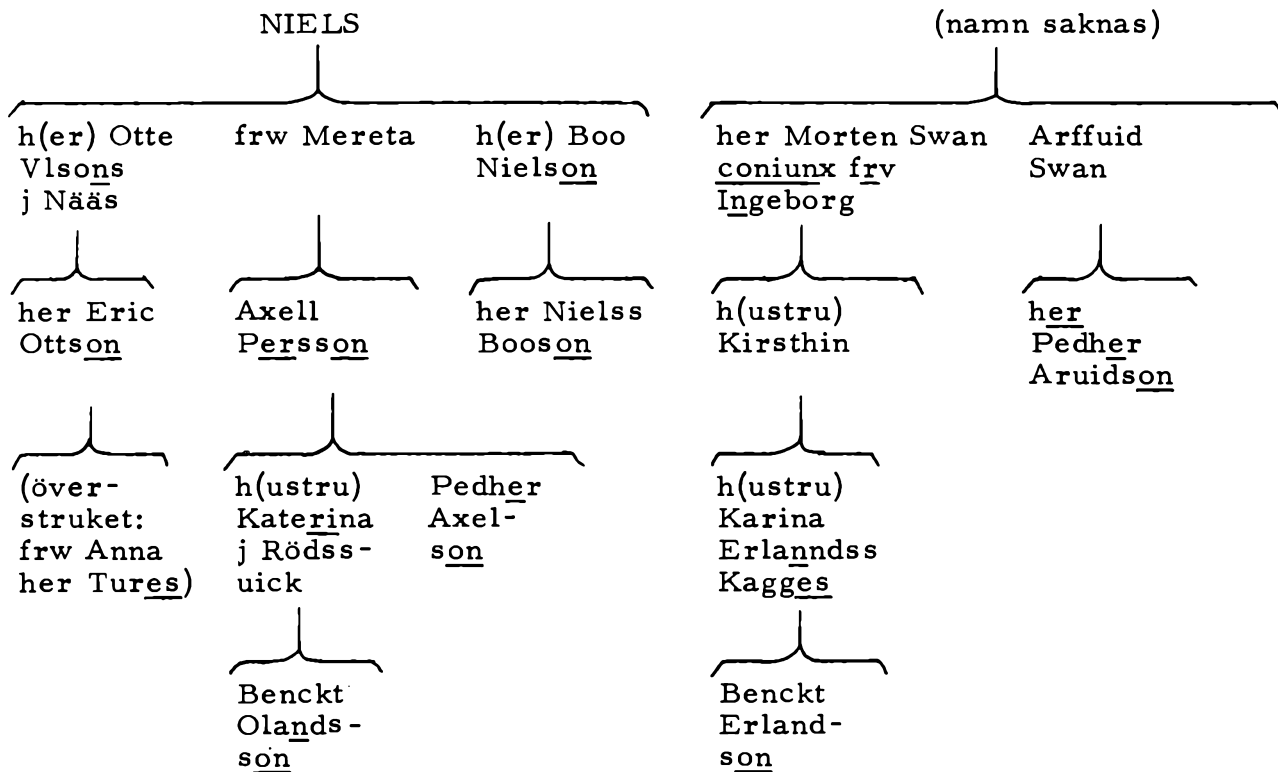 NIELS
(namn saknas)
h(er) Otte
Vlsons
j Nääs
frw Mereta
h(er) Boo
Nielson
her Morten Swan
coniunx frv
Ingeborg
Arffuid
Swan
her Eric
Ottson
Axell
Persson
her Nielss
Booson
h(ustru)
Kirsthin
her
Pedher
Aruidson
(över-
struket:
frw Anna
her Tures)
h(ustru)
Katerina
j Rödss-
uick
Pedher
Axel-
son
h(ustru)
Karina
Erlanndss
Kagges
Benckt
Olands-
son
Benckt
Erland-
son